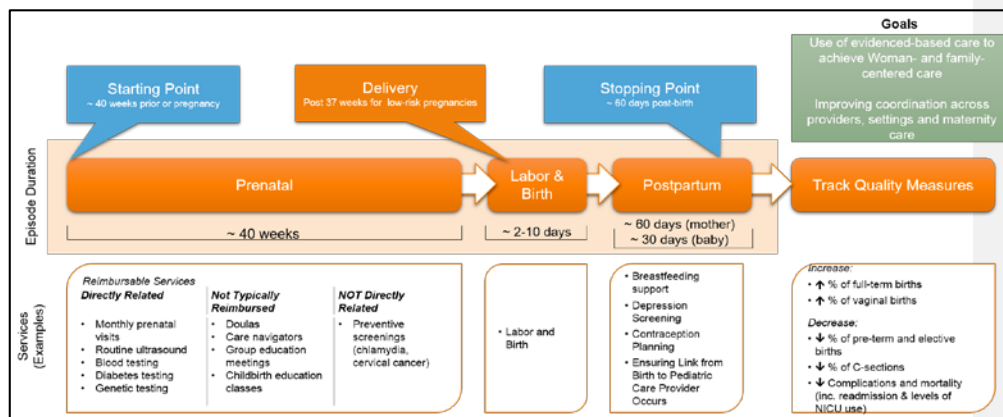 Goals
Use of evidenced-based care to
achieve Woman- and family-
centered care
Improving coordination across
providers, settings and maternity
care
Starting Point
~ 40 weeks prior or pregnancy
Delivery
Post 37 weeks for low-risk pregnancies
Stopping Point
~ 60 days post-birth
Episode Duration
Prenatal
Labor &
Birth
Postpartum
Track Quality Measures
~ 40 weeks
~ 2-10 days
~ 60 days (mother)
~ 30 days (baby)
Services
(Examples)
Reimbursable Services
Directly Related
• Monthly prenatal
visits
• Routine ultrasound
• Blood testing
• Diabetes testing
• Genetic testing
Not Typically
Reimbursed
• Doulas
• Care navigators
• Group education
meetings
• Childbirth education
classes
NOT Directly
Related
• Preventive
screenings
(chlamydia,
cervical cancer)
• Labor and
Birth
• Breastfeeding
support
• Depression
Screening
• Contraception
Planning
• Ensuring Link from
Birth to Pediatric
Care Provider
Occurs
Increase:
• ↑ % of full-term births
• ↑ % of vaginal births
Decrease:
• ↓ % of pre-term and elective
births
• ↓ % of C-sections
• ↓ Complications and mortality
(inc. readmission & levels of
NICU use)